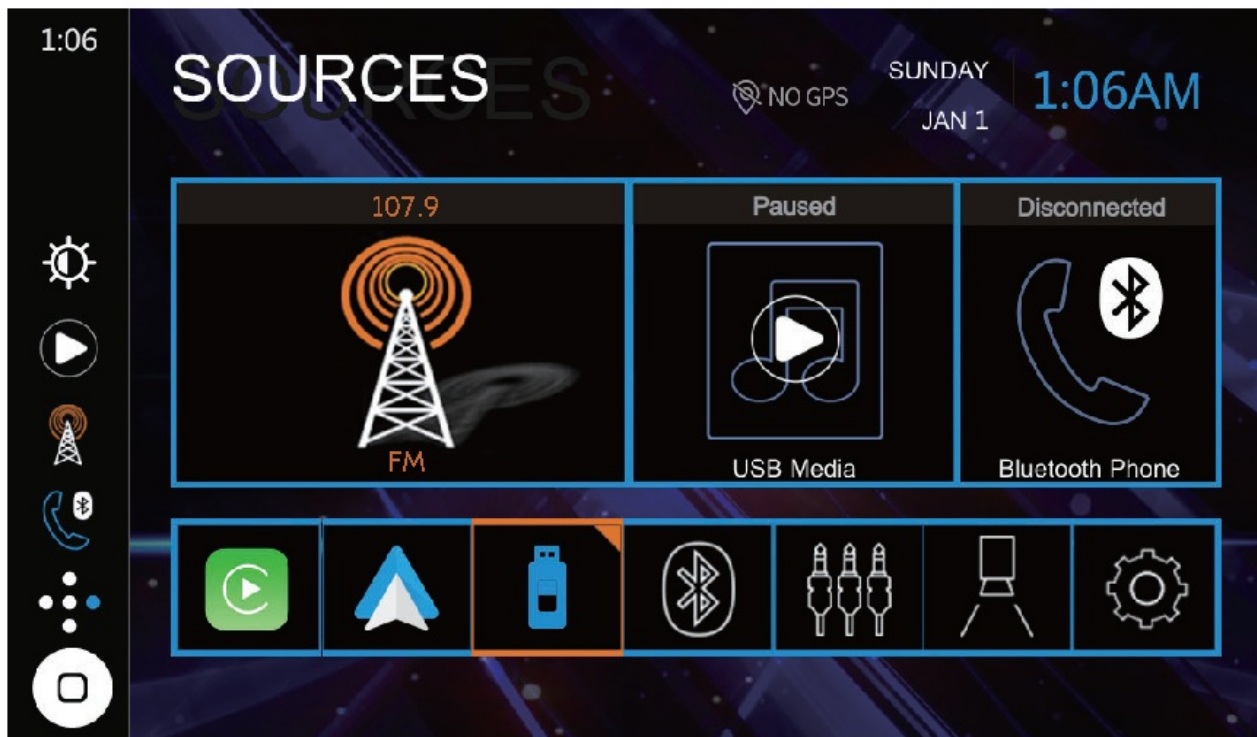 1:06
SOURCES
NO GPS
SUNDAY
JAN 1
1:06AM
107.9
Paused
Disconnected
FM
USB Media
Bluetooth Phone